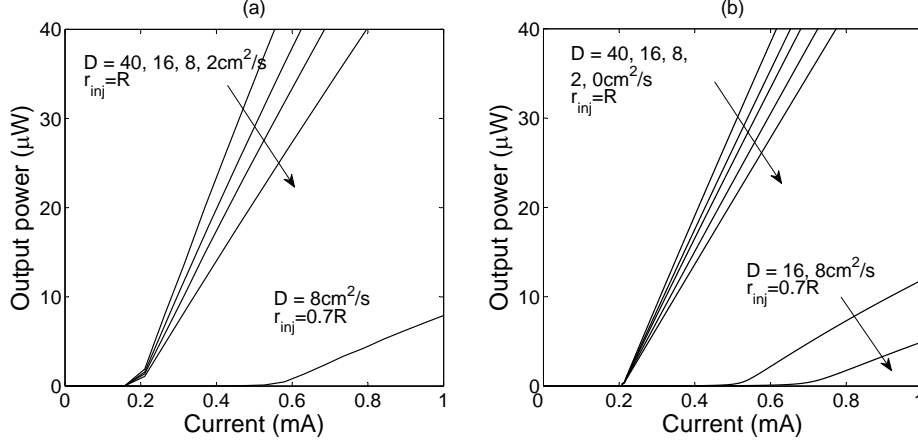 (a)
40
30
20
10
0
0
0.2
0.4
0.6
0.8
1
Output power (μW)
Current (mA)
D = 40, 16, 8, 2cm²/s
r_inj=R
D = 8cm²/s
r_inj=0.7R
(b)
40
30
20
10
0
0
0.2
0.4
0.6
0.8
1
Output power (μW)
Current (mA)
D = 40, 16, 8,
2, 0cm²/s
r_inj=R
D = 16, 8cm²/s
r_inj=0.7R